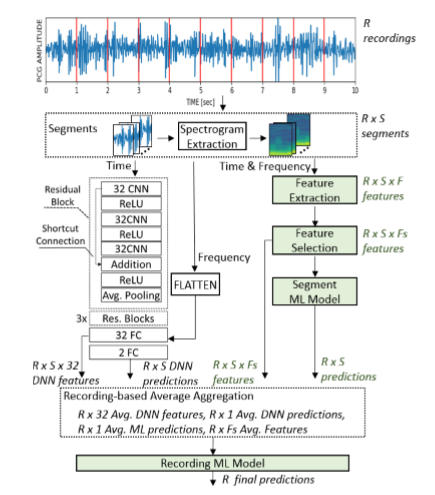 PCG AMPLITUDE
R
recordings
0 1 2 3 4 5 6 7 8 9 10
TIME [sec]
Segments
Spectrogram
Extraction
R x S
segments
Time
Time & Frequency
Residual
Block
Shortcut
Connection
32 CNN
ReLU
32CNN
ReLU
32CNN
Addition
ReLU
Avg. Pooling
3x
Res. Blocks
32 FC
2 FC
Frequency
FLATTEN
Feature
Extraction
R x S x F
features
Feature
Selection
R x S x Fs
features
Segment
ML Model
R x S x 32
DNN features
R x S DNN
predictions
R x S x Fs
features
R x S
predictions
Recording-based Average Aggregation
R x 32 Avg. DNN features, R x 1 Avg. DNN predictions,
R x 1 Avg. ML predictions, R x Fs Avg. Features
Recording ML Model
R final predictions